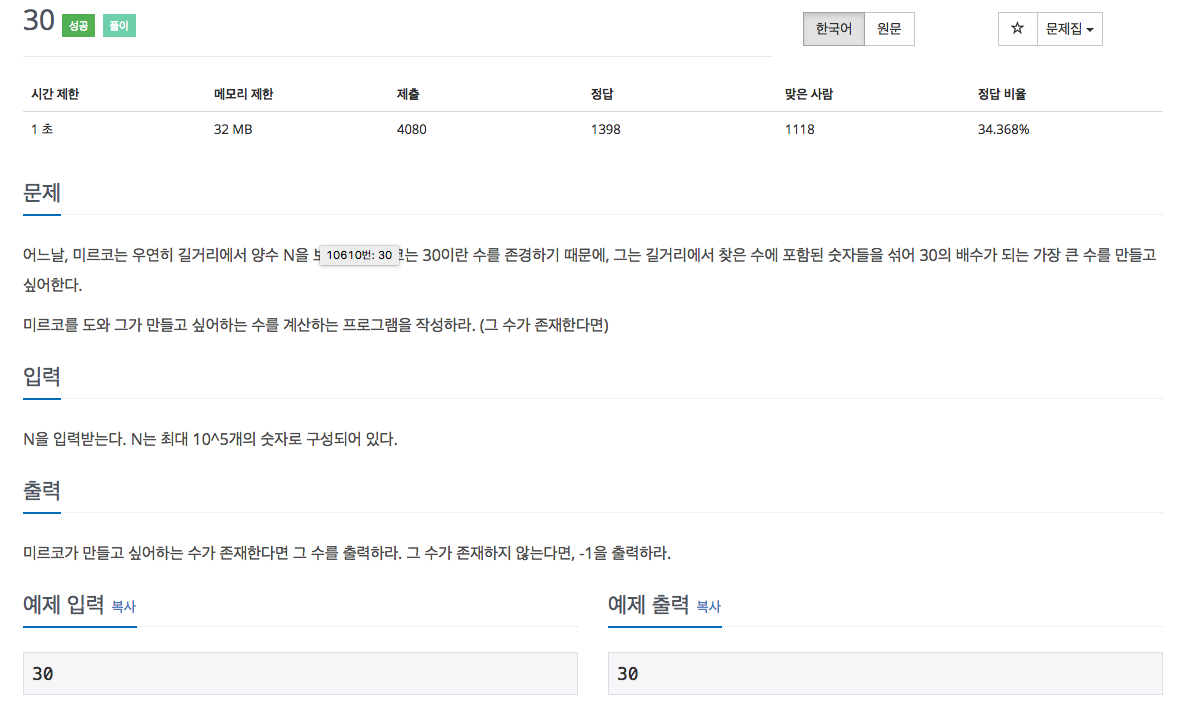 30 성공 풀이 한국어 원문 ☆ 문제집
시간 제한 메모리 제한 제출 정답 맞은 사람 정답 비율
1 초 32 MB 4080 1398 1118 34.368%
문제
어느날, 미르코는 우연히 길거리에서 양수 N을 10610번: 30 는 30이란 수를 존경하기 때문에, 그는 길거리에서 찾은 수에 포함된 숫자들을 섞어 30의 배수가 되는 가장 큰 수를 만들고
싶어한다.
미르코를 도와 그가 만들고 싶어하는 수를 계산하는 프로그램을 작성하라. (그 수가 존재한다면)
입력
N을 입력받는다. N는 최대 10^5개의 숫자로 구성되어 있다.
출력
미르코가 만들고 싶어하는 수가 존재한다면 그 수를 출력하라. 그 수가 존재하지 않는다면, -1을 출력하라.
예제 입력 복사 예제 출력 복사
30 30